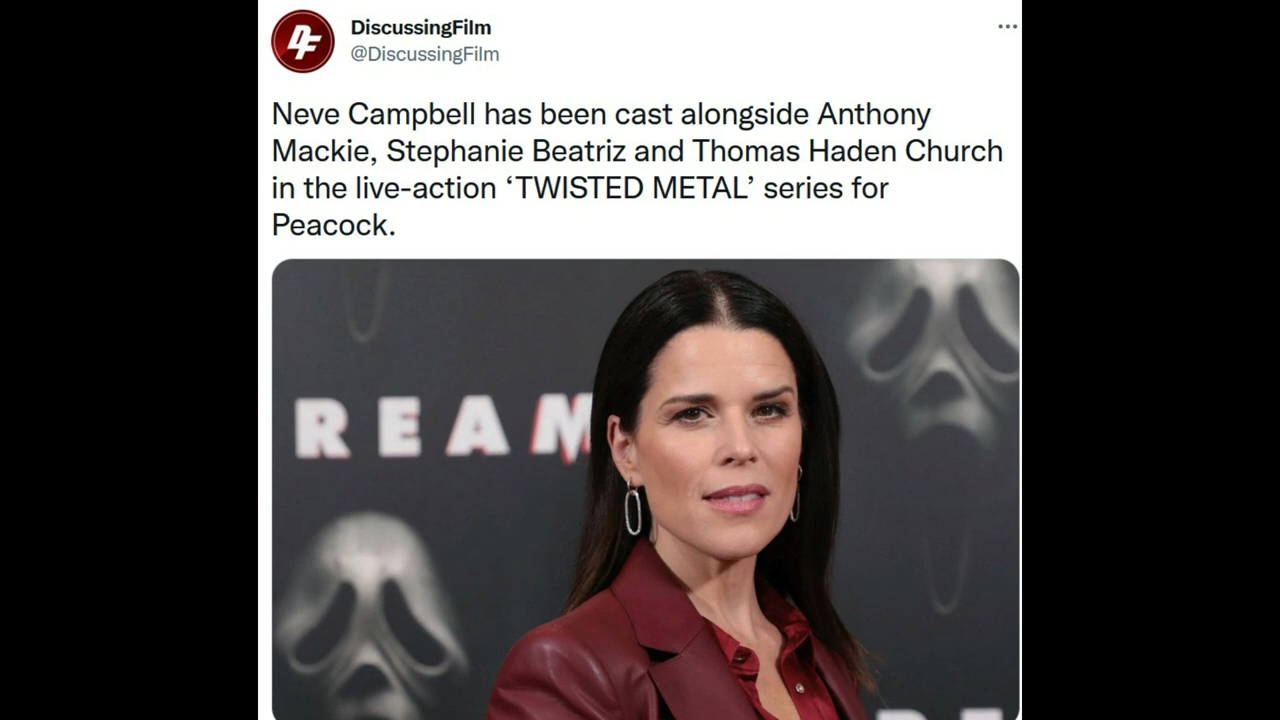 DiscussingFilm
@DiscussingFilm
Neve Campbell has been cast alongside Anthony
Mackie, Stephanie Beatriz and Thomas Haden Church
in the live-action ‘TWISTED METAL’ series for
Peacock.
REAM